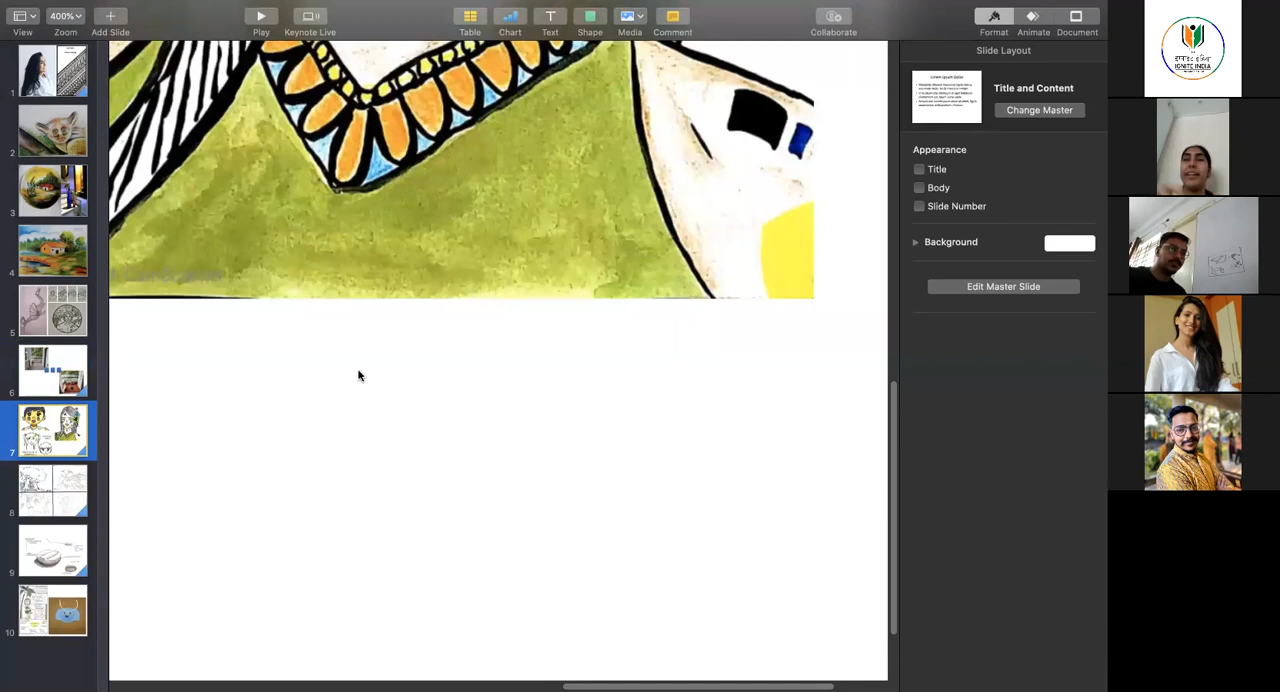 400%
View
Zoom
Add Slide
Play
Keynote Live
Table
Chart
Text
Shape
Media
Comment
Collaborate
Format
Animate
Document
Slide Layout
Title and Content
Change Master
Appearance
Title
Body
Slide Number
Background
Edit Master Slide
1
2
3
4
5
6
7
8
9
10
IGNITE INDIA